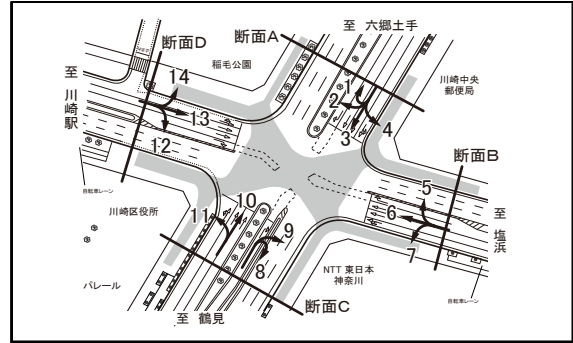 断面D
断面A
至 六郷土手
稲毛公園
川崎中央
郵便局
至 川崎駅
14
13
12
1
2
3
4
断面B
5
6
7
至 塩浜
自転車レーン
川崎区役所
11
10
9
8
パレール
NTT 東日本
神奈川
自転車レーン
断面C
至 鶴見